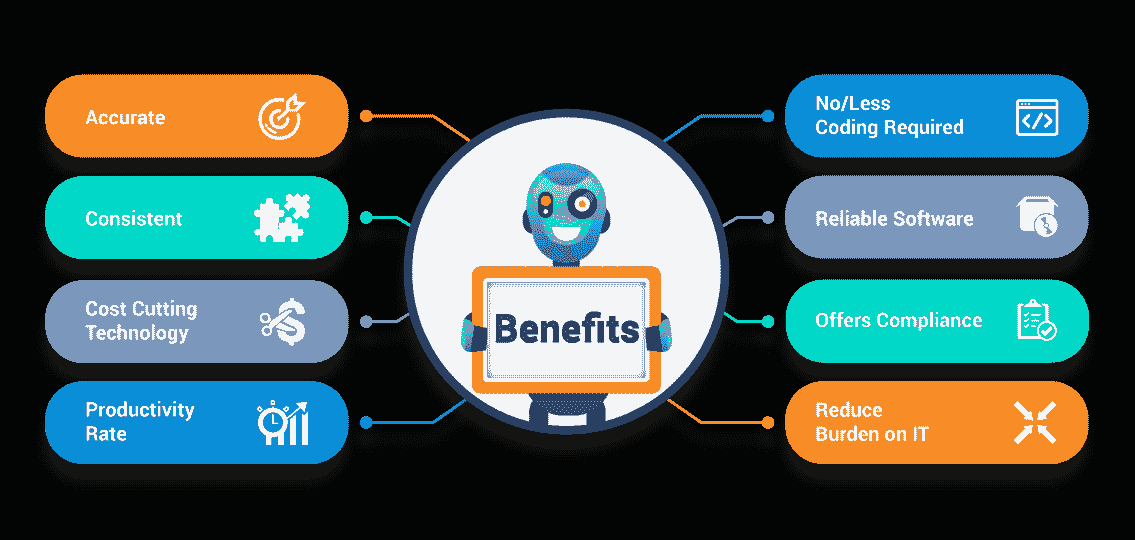 Accurate
Consistent
Cost Cutting
Technology
Productivity
Rate
Benefits
No/Less
Coding Required
Reliable Software
Offers Compliance
Reduce
Burden on IT